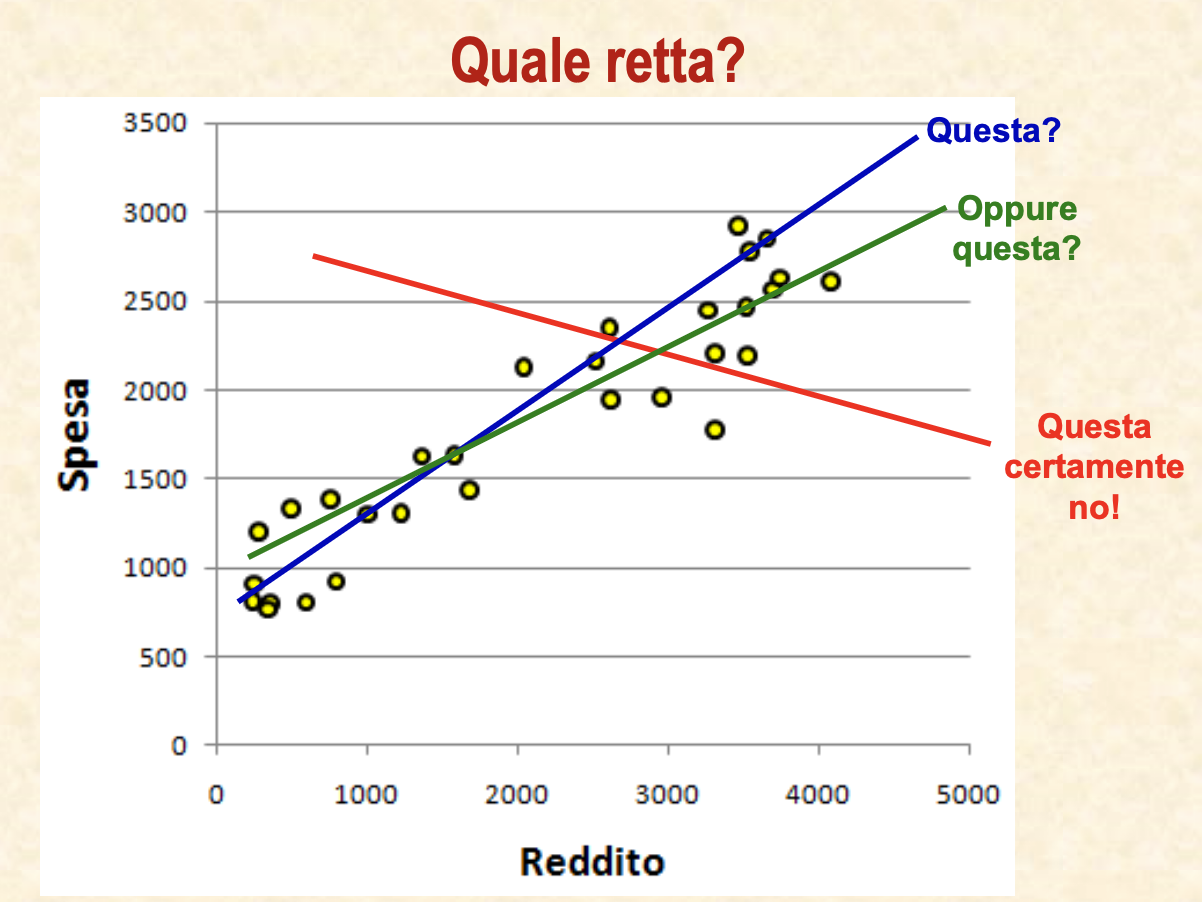 Quale retta?
3500
3000
2500
2000
1500
1000
500
0
Spesa
0 1000 2000 3000 4000 5000
Reddito
Questa?
Oppure
questa?
Questa
certamente
no!